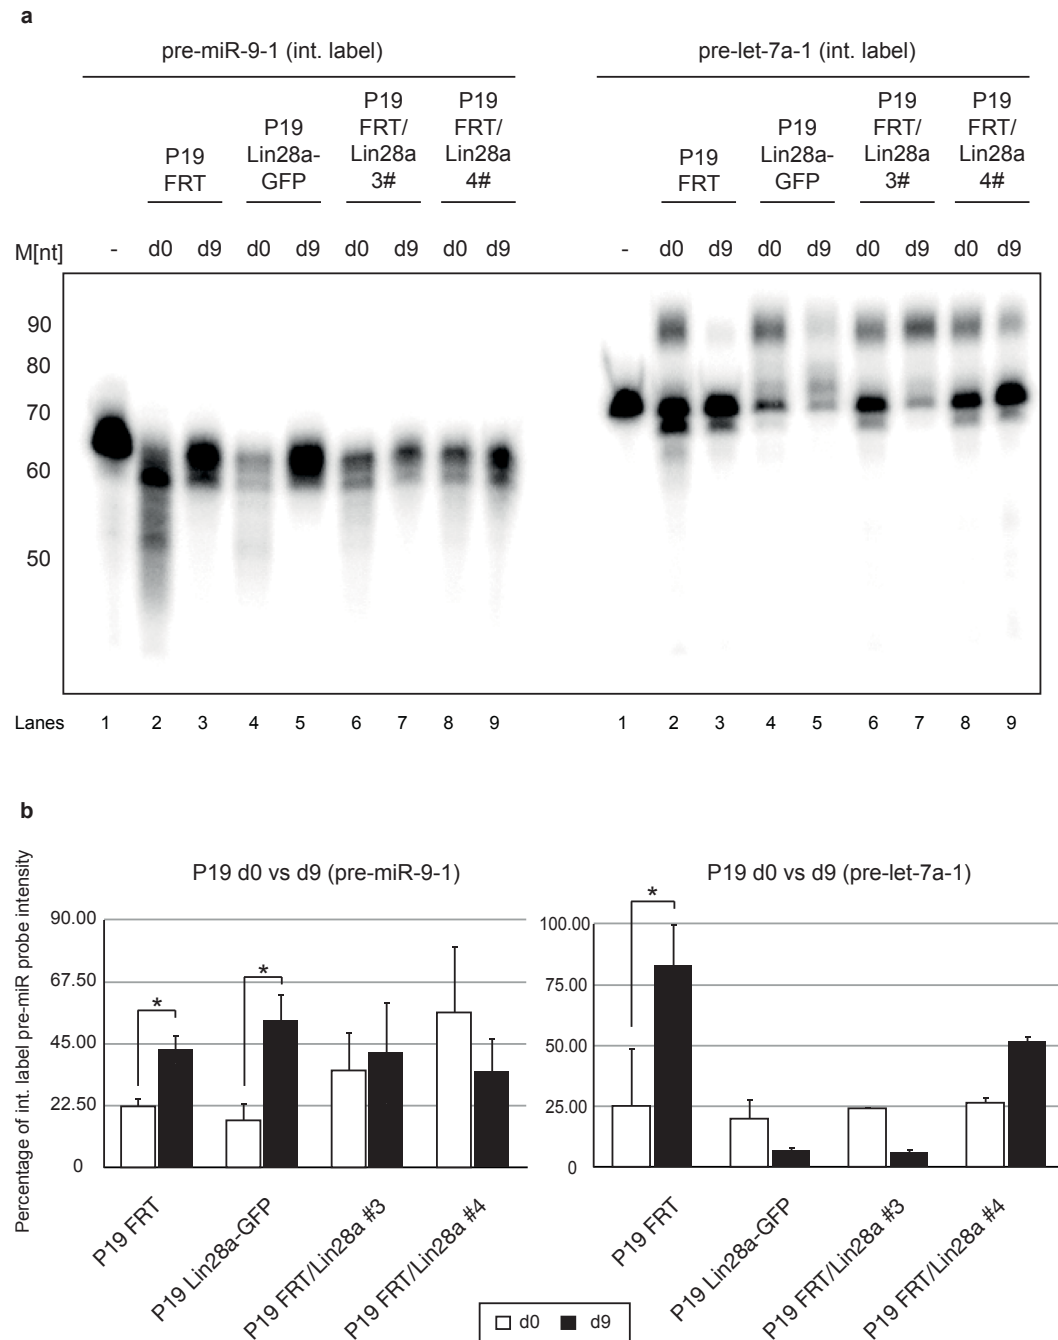 a
pre-miR-9-1 (int. label)
pre-let-7a-1 (int. label)
P19
FRT
P19
Lin28a-
GFP
P19
FRT/
Lin28a
3#
P19
FRT/
Lin28a
4#
P19
FRT
P19
Lin28a-
GFP
P19
FRT/
Lin28a
3#
P19
FRT/
Lin28a
4#
M[nt] - d0 d9 d0 d9 d0 d9 d0 d9 - d0 d9 d0 d9 d0 d9 d0 d9
90
80
70
60
50
Lanes 1 2 3 4 5 6 7 8 9 1 2 3 4 5 6 7 8 9
b
Percentage of int. label pre-miR probe intensity
P19 d0 vs d9 (pre-miR-9-1)
90.00
67.50
45.00
22.50
0
* *
P19 FRT
P19 Lin28a-GFP
P19 FRT/Lin28a #3
P19 FRT/Lin28a #4
P19 d0 vs d9 (pre-let-7a-1)
100.00
75.00
50.00
25.00
0
*
P19 FRT
P19 Lin28a-GFP
P19 FRT/Lin28a #3
P19 FRT/Lin28a #4
d0 d9